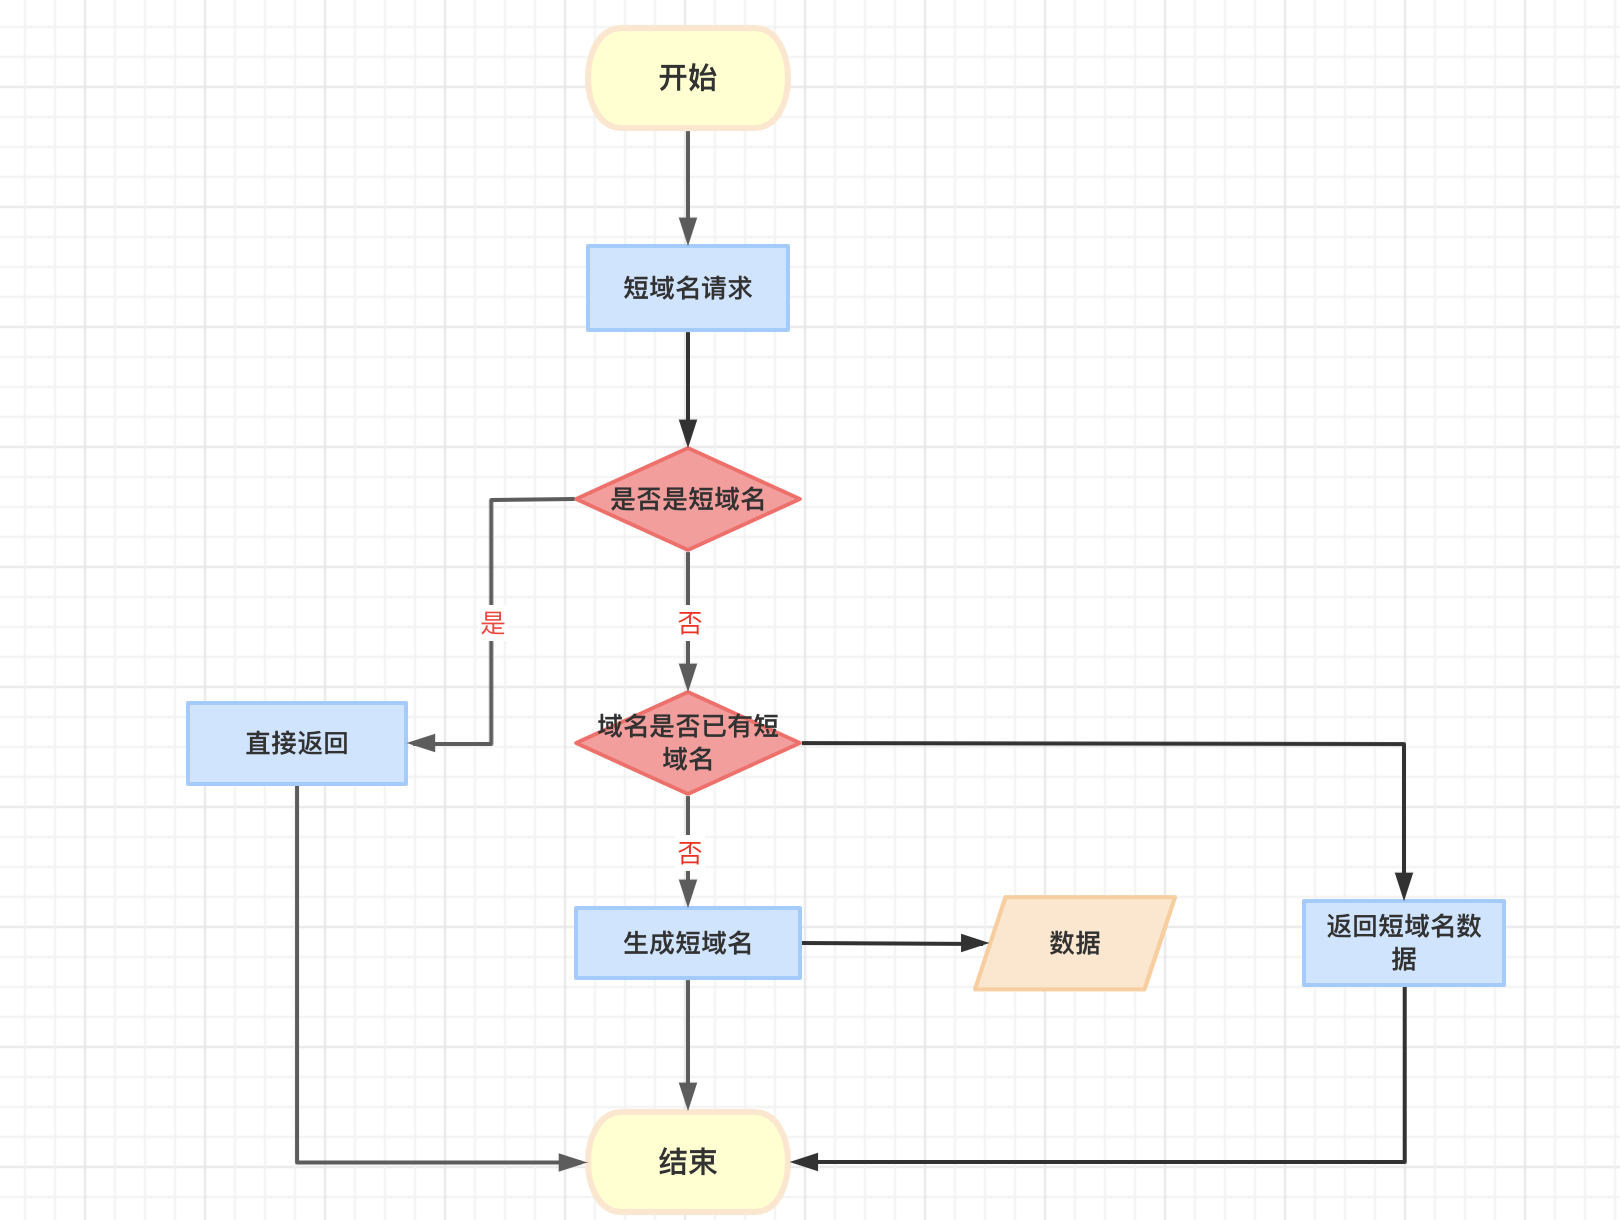 开始
短域名请求
是否是短域名
是
否
域名是否已有短
域名
直接返回
否
生成短域名
数据
返回短域名数
据
结束